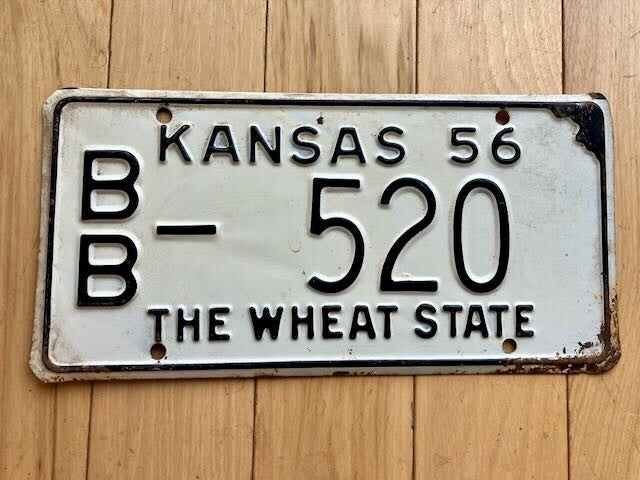 KANSAS 56
BB - 520
THE WHEAT STATE